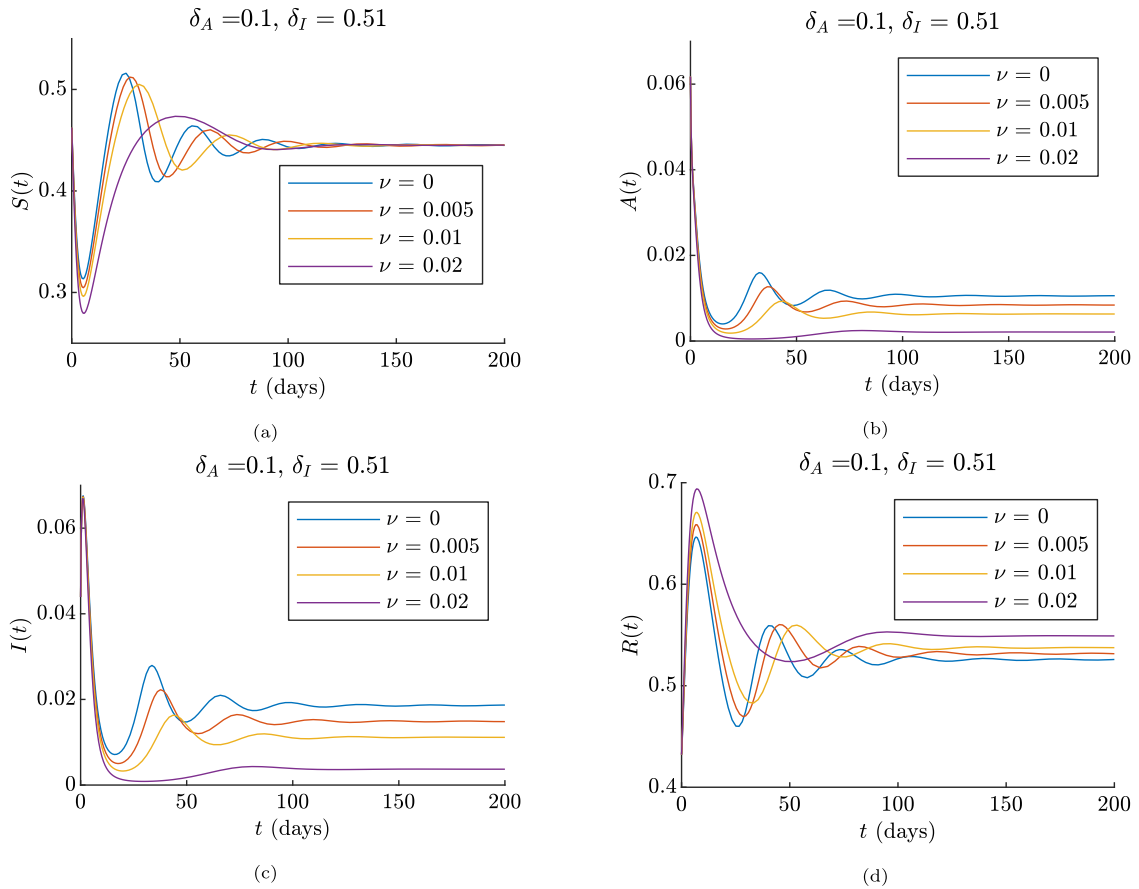 δ_A =0.1, δ_I = 0.51
S(t)
0.5
0.4
0.3
ν = 0
ν = 0.005
ν = 0.01
ν = 0.02
0 50 100 150 200
t (days)
(a)
δ_A =0.1, δ_I = 0.51
A(t)
0.06
0.04
0.02
0
ν = 0
ν = 0.005
ν = 0.01
ν = 0.02
0 50 100 150 200
t (days)
(b)
δ_A =0.1, δ_I = 0.51
I(t)
0.06
0.04
0.02
0
ν = 0
ν = 0.005
ν = 0.01
ν = 0.02
0 50 100 150 200
t (days)
(c)
δ_A =0.1, δ_I = 0.51
R(t)
0.7
0.6
0.5
0.4
ν = 0
ν = 0.005
ν = 0.01
ν = 0.02
0 50 100 150 200
t (days)
(d)